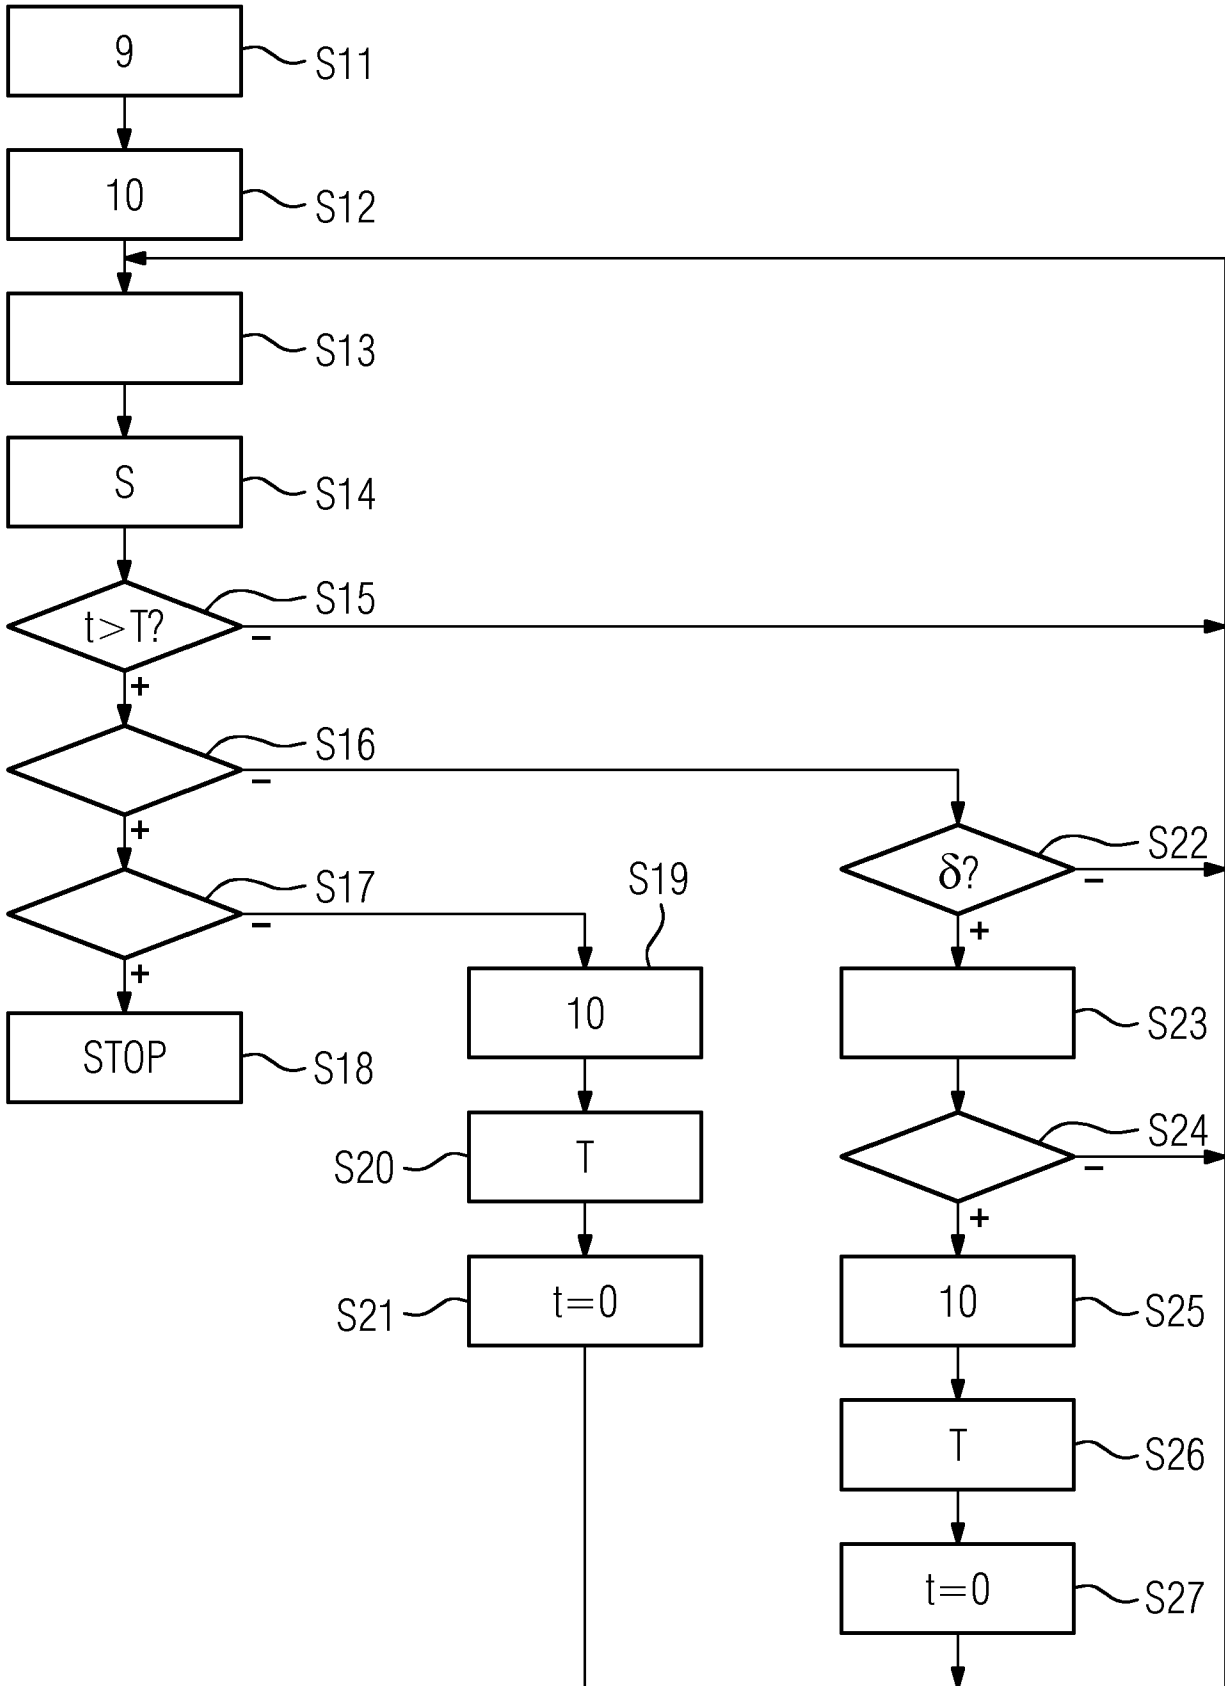 9
S11
10
S12
S13
S
S14
t>T?
S15
–
+
S16
–
+
S17
–
+
STOP
S18
S19
10
T
S20
t=0
S21
δ?
S22
–
+
S23
S24
–
+
10
S25
T
S26
t=0
S27